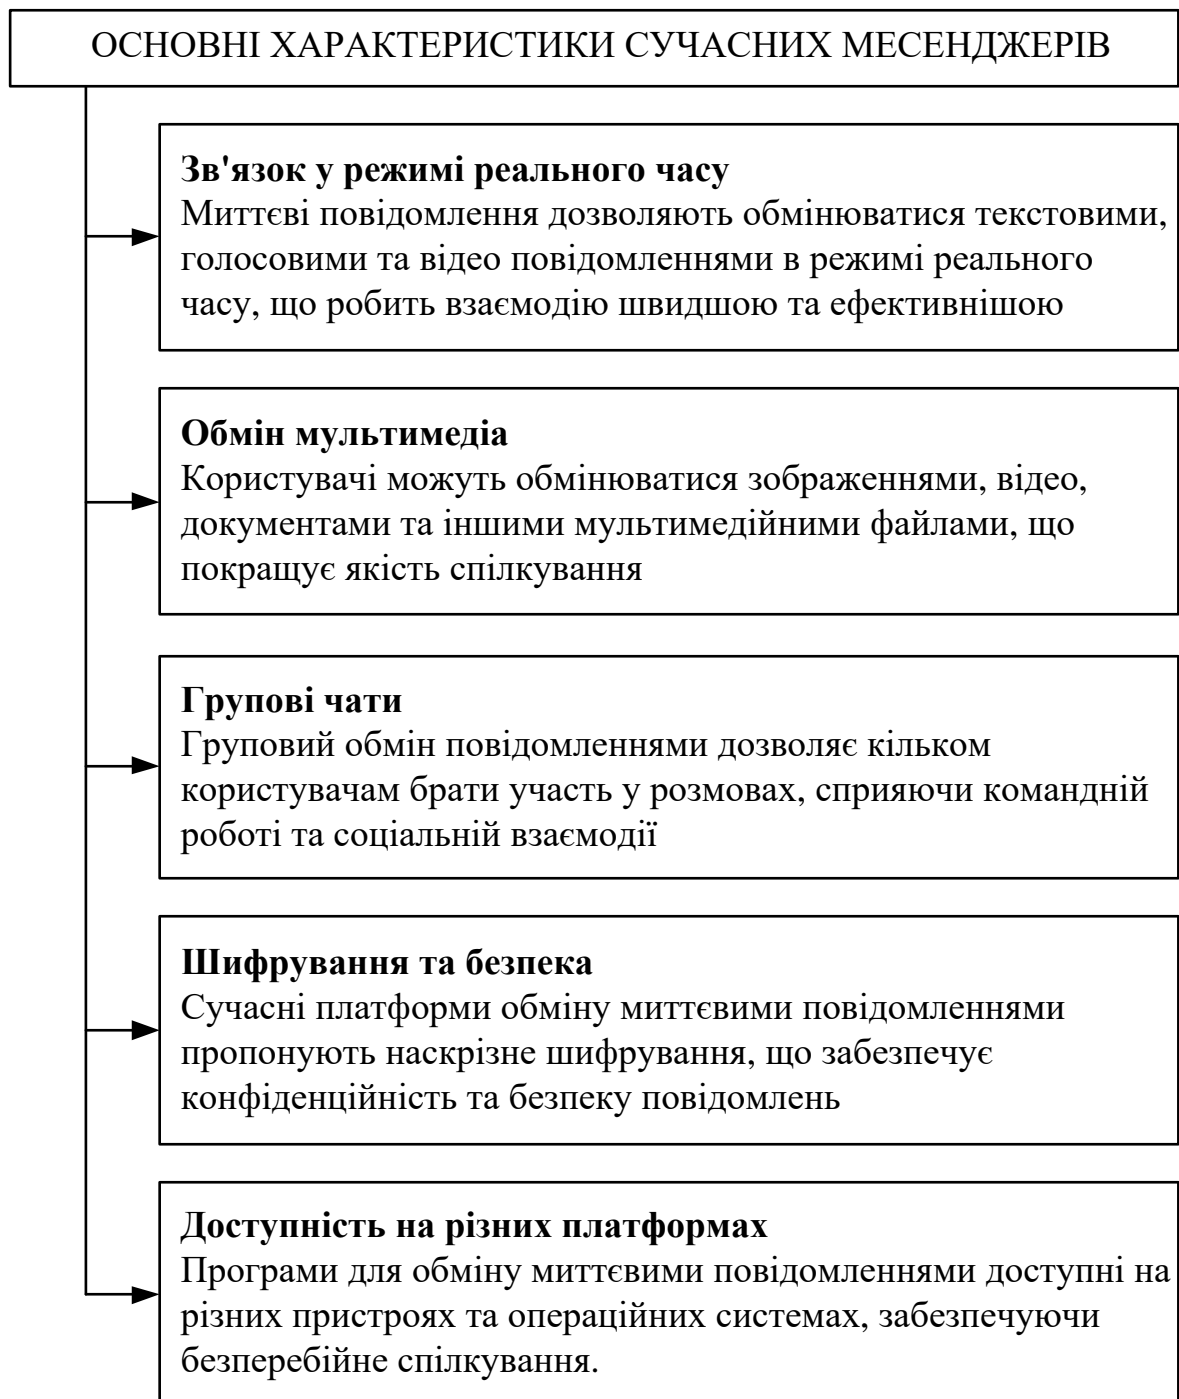 ОСНОВНІ ХАРАКТЕРИСТИКИ СУЧАСНИХ МЕСЕНДЖЕРІВ
Зв'язок у режимі реального часу
Миттєві повідомлення дозволяють обмінюватися текстовими,
голосовими та відео повідомленнями в режимі реального
часу, що робить взаємодію швидшою та ефективнішою
Обмін мультимедіа
Користувачі можуть обмінюватися зображеннями, відео,
документами та іншими мультимедійними файлами, що
покращує якість спілкування
Групові чати
Груповий обмін повідомленнями дозволяє кільком
користувачам брати участь у розмовах, сприяючи командній
роботі та соціальній взаємодії
Шифрування та безпека
Сучасні платформи обміну миттєвими повідомленнями
пропонують наскрізне шифрування, що забезпечує
конфіденційність та безпеку повідомлень
Доступність на різних платформах
Програми для обміну миттєвими повідомленнями доступні на
різних пристроях та операційних системах, забезпечуючи
безперебійне спілкування.